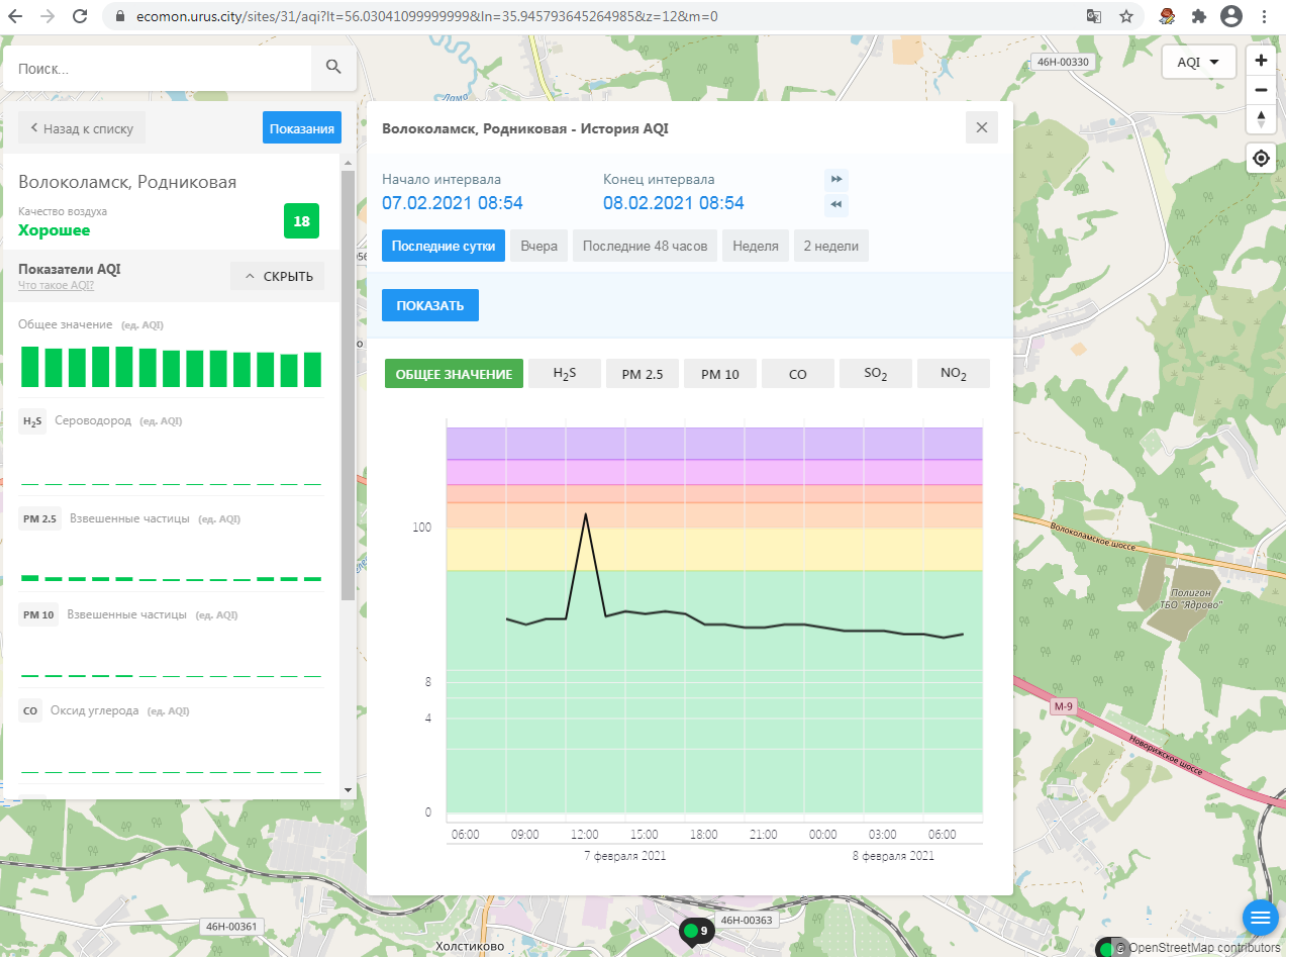 ecomon.urus.city/sites/31/aqi?lt=56.03041099999999&ln=35.945793645264985&z=12&m=0
Поиск...
46Н-00330
AQI
Назад к списку
Показания
Волоколамск, Родниковая
Качество воздуха
Хорошее
18
Показатели AQI
Что такое AQI?
СКРЫТЬ
Общее значение (ед. AQI)
H₂S Сероводород (ед. AQI)
PM 2.5 Взвешенные частицы (ед. AQI)
PM 10 Взвешенные частицы (ед. AQI)
CO Оксид углерода (ед. AQI)
Волоколамск, Родниковая - История AQI
Начало интервала
Конец интервала
07.02.2021 08:54
08.02.2021 08:54
Последние сутки
Вчера
Последние 48 часов
Неделя
2 недели
ПОКАЗАТЬ
ОБЩЕЕ ЗНАЧЕНИЕ
H₂S
PM 2.5
PM 10
CO
SO₂
NO₂
100
8
4
0
06:00 09:00 12:00 15:00 18:00 21:00 00:00 03:00 06:00
7 февраля 2021
8 февраля 2021
Волоколамское шоссе
Полигон
ТБО "Ядрово"
М-9
Новорижское шоссе
46Н-00361
46Н-00363
Холстиково
9
© OpenStreetMap contributors